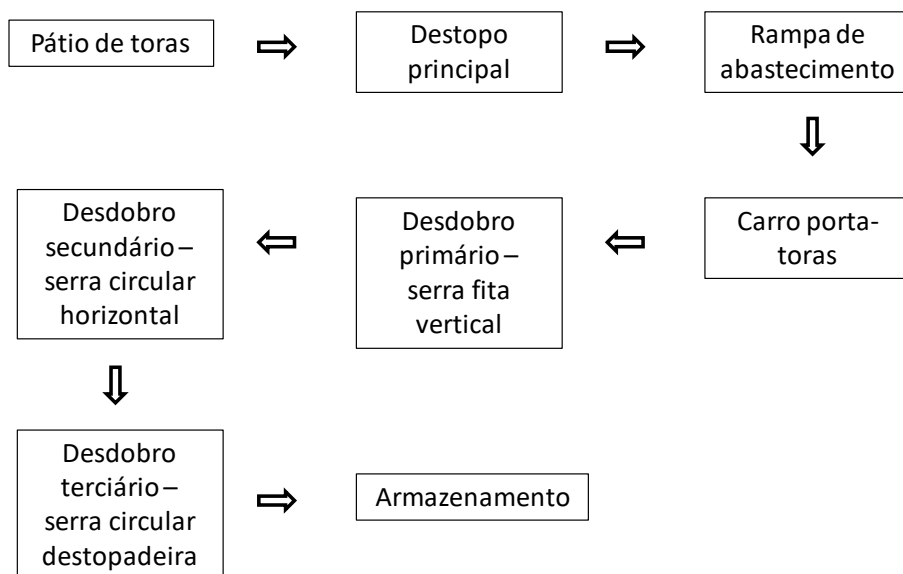 Pátio de toras
Destopo
principal
Rampa de
abastecimento
Carro porta-
toras
Desdobro
primário –
serra fita
vertical
Desdobro
secundário –
serra circular
horizontal
Desdobro
terciário –
serra circular
destopadeira
Armazenamento